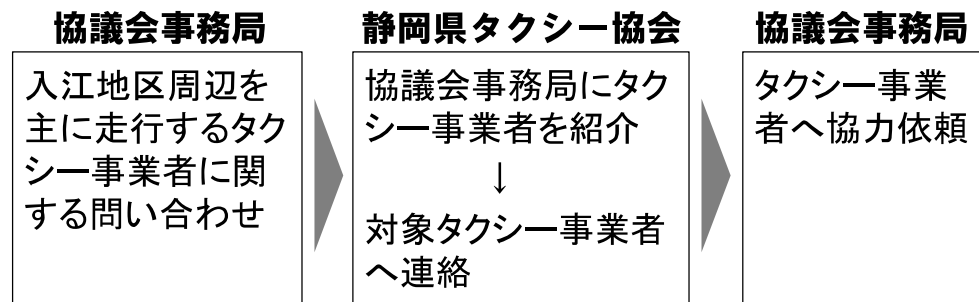 協議会事務局
入江地区周辺を
主に走行するタク
シー事業者に関
する問い合わせ
静岡県タクシー協会
協議会事務局にタク
シー事業者を紹介
↓
対象タクシー事業者
へ連絡
協議会事務局
タクシー事業
者へ協力依頼